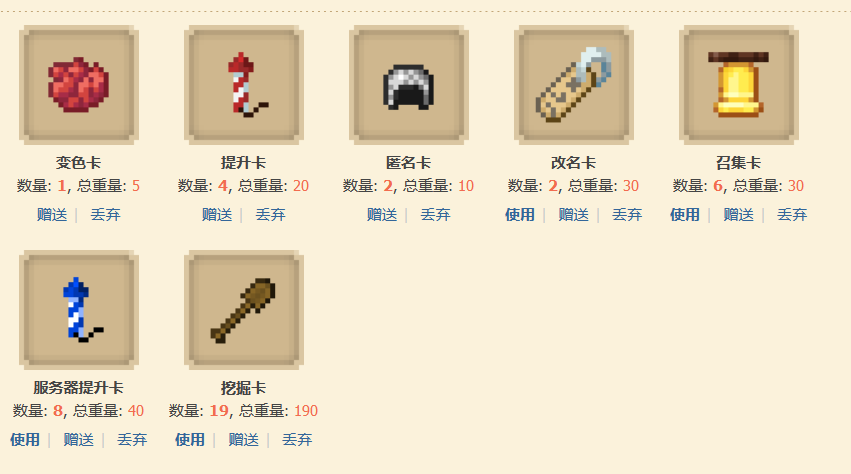 变色卡 提升卡 匿名卡 改名卡 召集卡
数量: 1, 总重量: 5 数量: 4, 总重量: 20 数量: 2, 总重量: 10 数量: 2, 总重量: 30 数量: 6, 总重量: 30
赠送 | 丢弃 赠送 | 丢弃 赠送 | 丢弃 使用 | 赠送 | 丢弃 使用 | 赠送 | 丢弃
服务器提升卡 挖掘卡
数量: 8, 总重量: 40 数量: 19, 总重量: 190
使用 | 赠送 | 丢弃 使用 | 赠送 | 丢弃